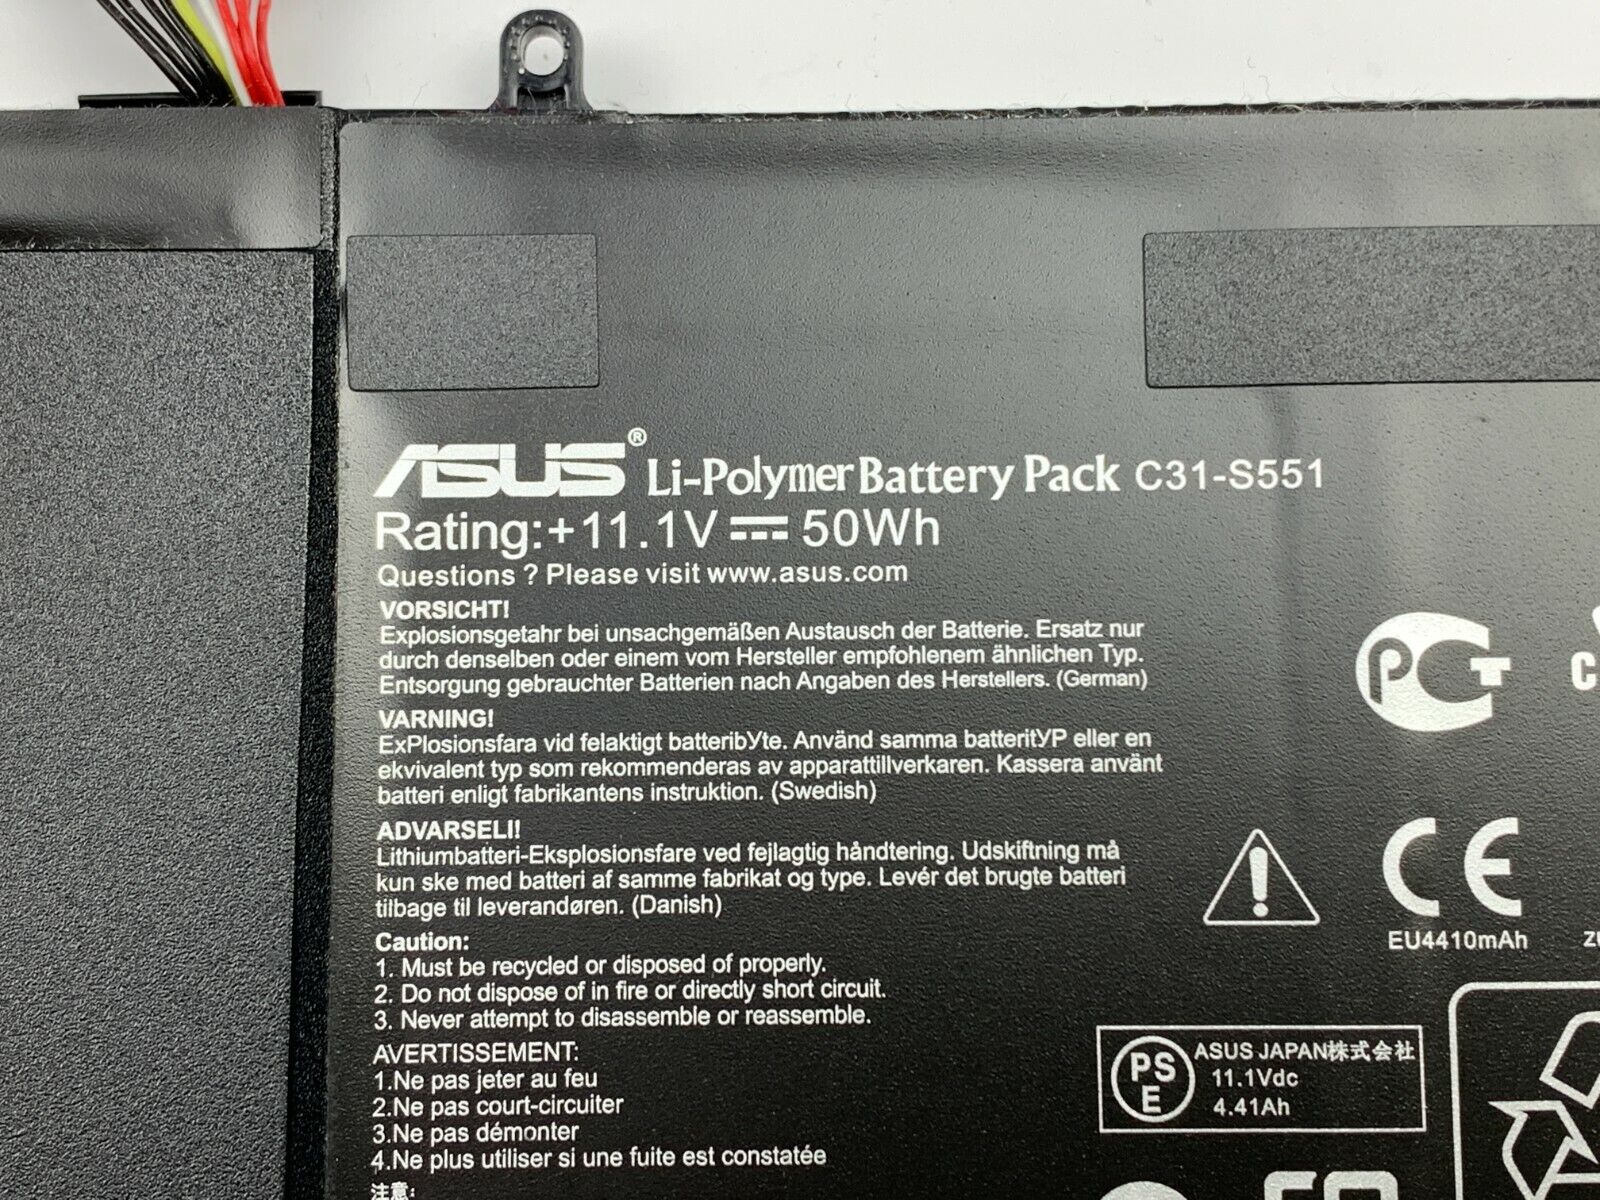 ASUS® Li-Polymer Battery Pack C31-S551
Rating:+11.1V 50Wh
Questions ? Please visit www.asus.com
VORSICHT!
Explosionsgetahr bei unsachgemäßen Austausch der Batterie. Ersatz nur
durch denselben oder einem vom Hersteller empfohlenem ähnlichen Typ.
Entsorgung gebrauchter Batterien nach Angaben des Herstellers. (German)
VARNING!
ExPlosionsfara vid felaktigt batteribYte. Använd samma batteritYP eller en
ekvivalent typ som rekommenderas av apparattillverkaren. Kassera använt
batteri enligt fabrikantens instruktion. (Swedish)
ADVARSELI!
Lithiumbatteri-Eksplosionsfare ved fejlagtig håndtering. Udskiftning må
kun ske med batteri af samme fabrikat og type. Levér det brugte batteri
tilbage til leverandøren. (Danish)
Caution:
1. Must be recycled or disposed of properly.
2. Do not dispose of in fire or directly short circuit.
3. Never attempt to disassemble or reassemble.
AVERTISSEMENT:
1.Ne pas jeter au feu
2.Ne pas court-circuiter
3.Ne pas démonter
4.Ne plus utiliser si une fuite est constatée
注意:
PCT
CE
EU4410mAh
PSE
ASUS JAPAN株式会社
11.1Vdc
4.41Ah